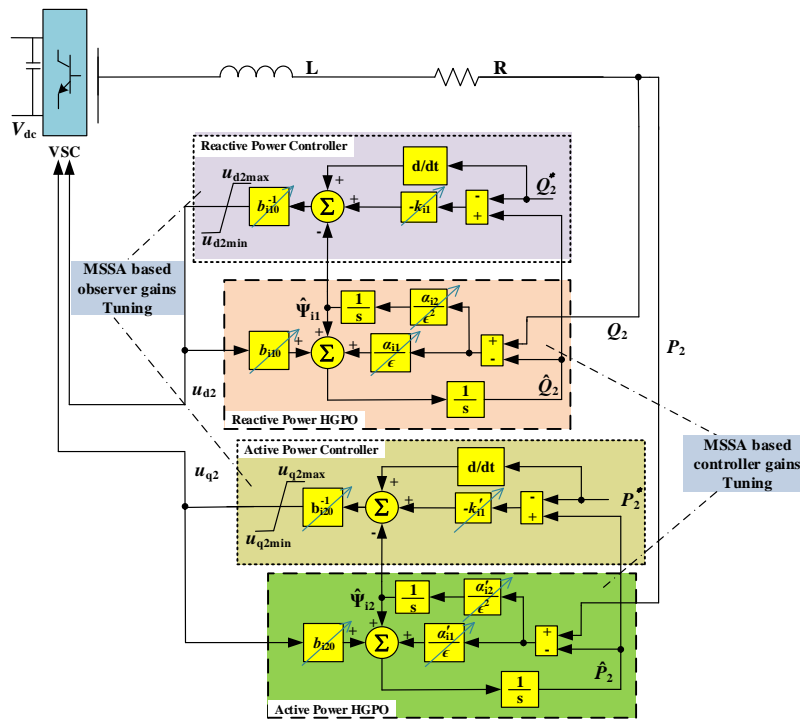 L
R
V_dc
VSC
Reactive Power Controller
d/dt
u_d2max
b_i10^-1
Σ
+
+
-
-k_i1
-
+
Q_2^*
u_d2min
MSSA based
observer gains
Tuning
Ψ̂_i1
1/s
α_i2/ϵ^2
+
b_i10
+
Σ
+
α_i1/ϵ
+
-
Q_2
P_2
u_d2
1/s
Q̂_2
Reactive Power HGPO
Active Power Controller
MSSA based
controller gains
Tuning
u_q2
u_q2max
d/dt
+
b_i20^-1
Σ
+
-
-k'_i1
-
+
P_2^*
u_q2min
Ψ̂_i2
1/s
α'_i2/ϵ^2
+
b_i20
+
Σ
+
α'_i1/ϵ
+
-
1/s
P̂_2
Active Power HGPO